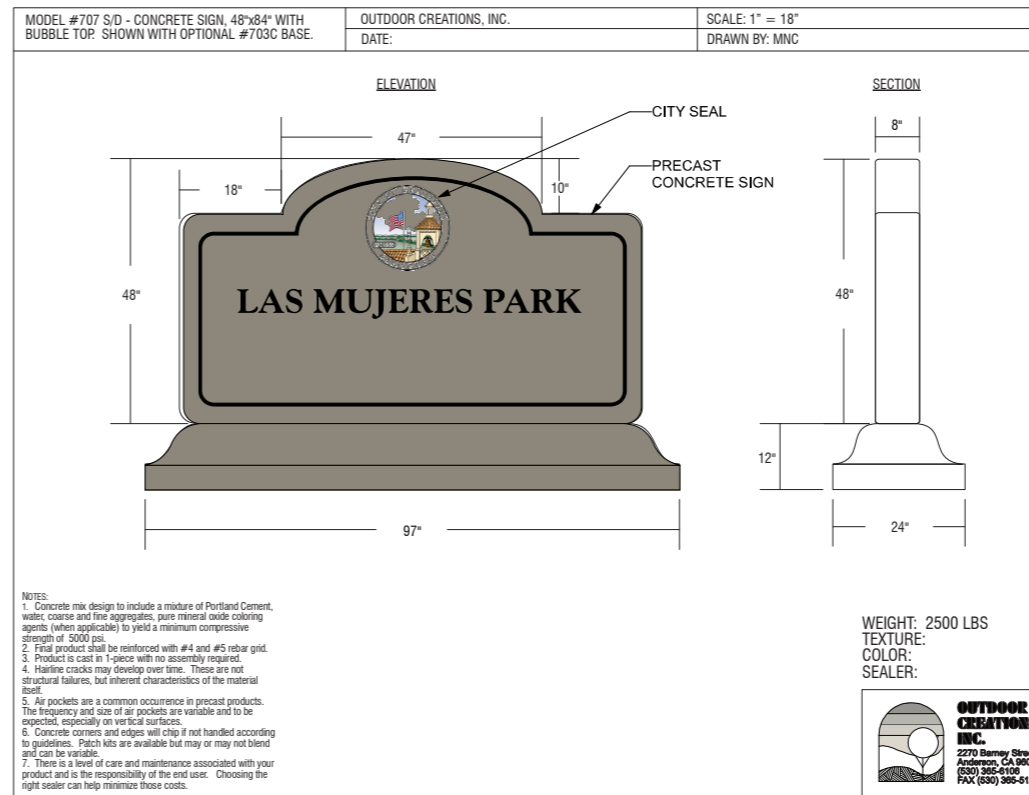 MODEL #707 S/D - CONCRETE SIGN, 48"x84" WITH
BUBBLE TOP. SHOWN WITH OPTIONAL #703C BASE.
OUTDOOR CREATIONS, INC.
DATE:
SCALE: 1" = 18"
DRAWN BY: MNC
ELEVATION
SECTION
CITY SEAL
47"
8"
PRECAST
CONCRETE SIGN
18"
10"
48"
48"
LAS MUJERES PARK
12"
97"
24"
NOTES:
1. Concrete mix design to include a mixture of Portland Cement,
water, coarse and fine aggregates, pure mineral oxide coloring
agents (when applicable) to yield a minimum compressive
strength of 5000 psi.
2. Final product shall be reinforced with #4 and #5 rebar grid.
3. Product is cast in 1-piece with no assembly required.
4. Hairline cracks may develop over time. These are not
structural failures, but inherent characteristics of the material
itself.
5. Air pockets are a common occurrence in precast products.
The frequency and size of air pockets are variable and to be
expected, especially on vertical surfaces.
6. Concrete corners and edges will chip if not handled according
to guidelines. Patch kits are available but may or may not blend
and can be variable.
7. There is a level of care and maintenance associated with your
product and is the responsibility of the end user. Choosing the
right sealer can help minimize those costs.
WEIGHT: 2500 LBS
TEXTURE:
COLOR:
SEALER:
OUTDOOR
CREATIONS
INC.
2270 Barney
Anderson, CA
(530) 365-6106
FAX (530)